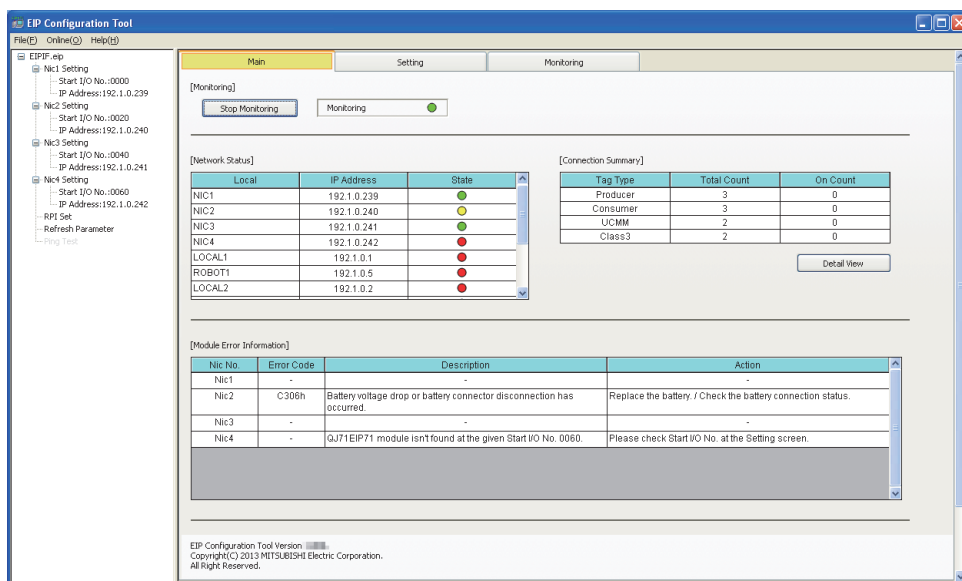 EIP Configuration Tool
File(F) Online(O) Help(H)
EIPIF.eip
Nic1 Setting
Start I/O No.:0000
IP Address:192.1.0.239
Nic2 Setting
Start I/O No.:0020
IP Address:192.1.0.240
Nic3 Setting
Start I/O No.:0040
IP Address:192.1.0.241
Nic4 Setting
Start I/O No.:0060
IP Address:192.1.0.242
RPI Set
Refresh Parameter
Ping Test
Main Setting Monitoring
[Monitoring]
Stop Monitoring Monitoring
[Network Status]
Local IP Address State
NIC1 192.1.0.239
NIC2 192.1.0.240
NIC3 192.1.0.241
NIC4 192.1.0.242
LOCAL1 192.1.0.1
ROBOT1 192.1.0.5
LOCAL2 192.1.0.2
[Connection Summary]
Tag Type Total Count On Count
Producer 3 0
Consumer 3 0
UCMM 2 0
Class3 2 0
Detail View
[Module Error Information]
Nic No. Error Code Description Action
Nic1 - - -
Nic2 C306h Battery voltage drop or battery connector disconnection has occurred. Replace the battery. / Check the battery connection status.
Nic3 - - -
Nic4 - QJ71EIP71 module isn't found at the given Start I/O No. 0060. Please check Start I/O No. at the Setting screen.
EIP Configuration Tool Version
Copyright(C) 2013 MITSUBISHI Electric Corporation.
All Right Reserved.